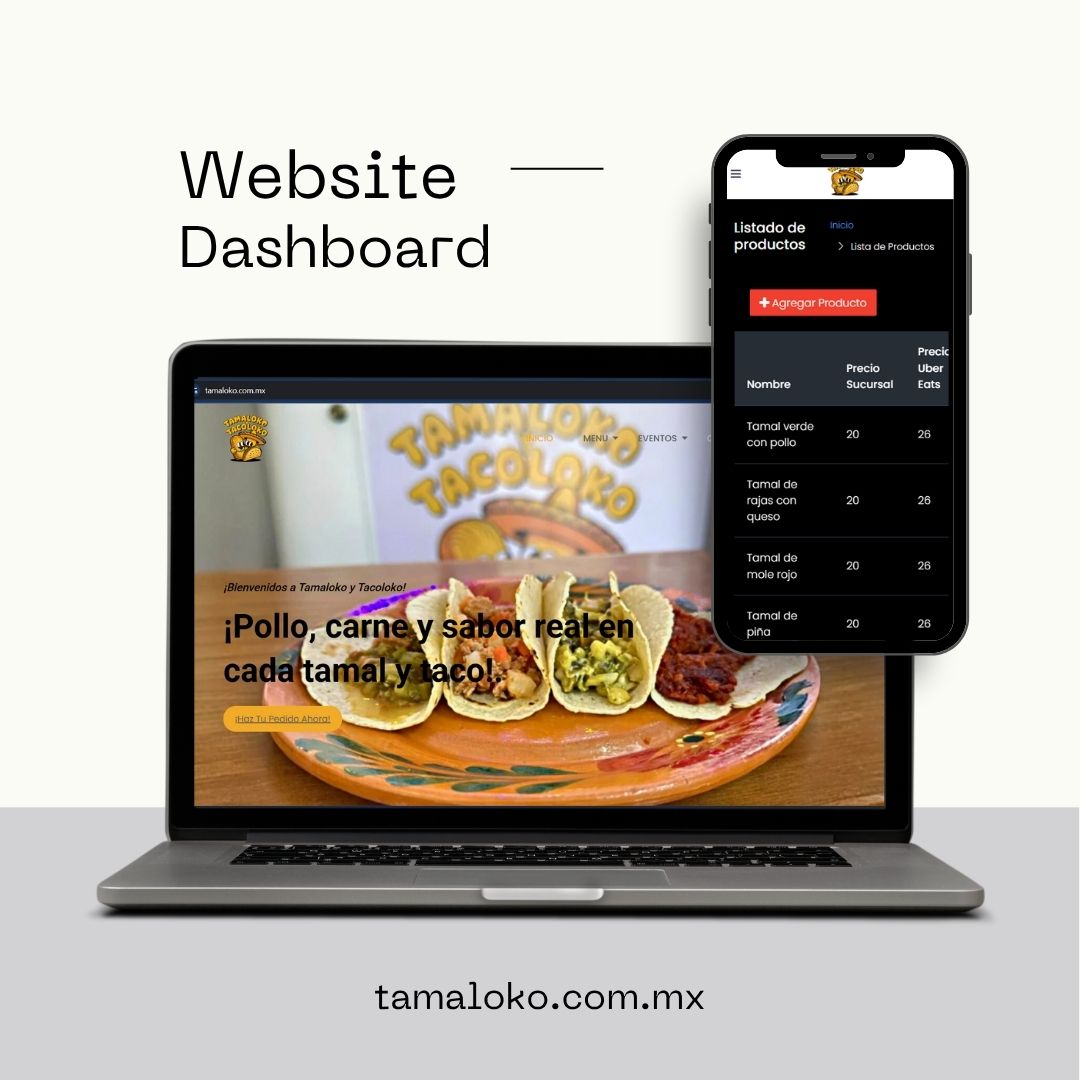 Website
Dashboard
Listado de
productos
Inicio
Lista de Productos
Agregar Producto
Nombre
Precio
Sucursal
Uber
Eats
Tamal verde
con pollo
20
26
Tamal de
rajas con
queso
20
26
Tamal de
mole rojo
20
26
Tamal de
piña
20
26
tamaloko.com.mx
TAMALOKO
TACOLOKO
INICIO
MENU
EVENTOS
TAMALOKO
TACOLOKO
¡Bienvenidos a Tamaloko y Tacoloko!
¡Pollo, carne y sabor real en
cada tamal y taco!.
¡Haz Tu Pedido Ahora!
tamaloko.com.mx